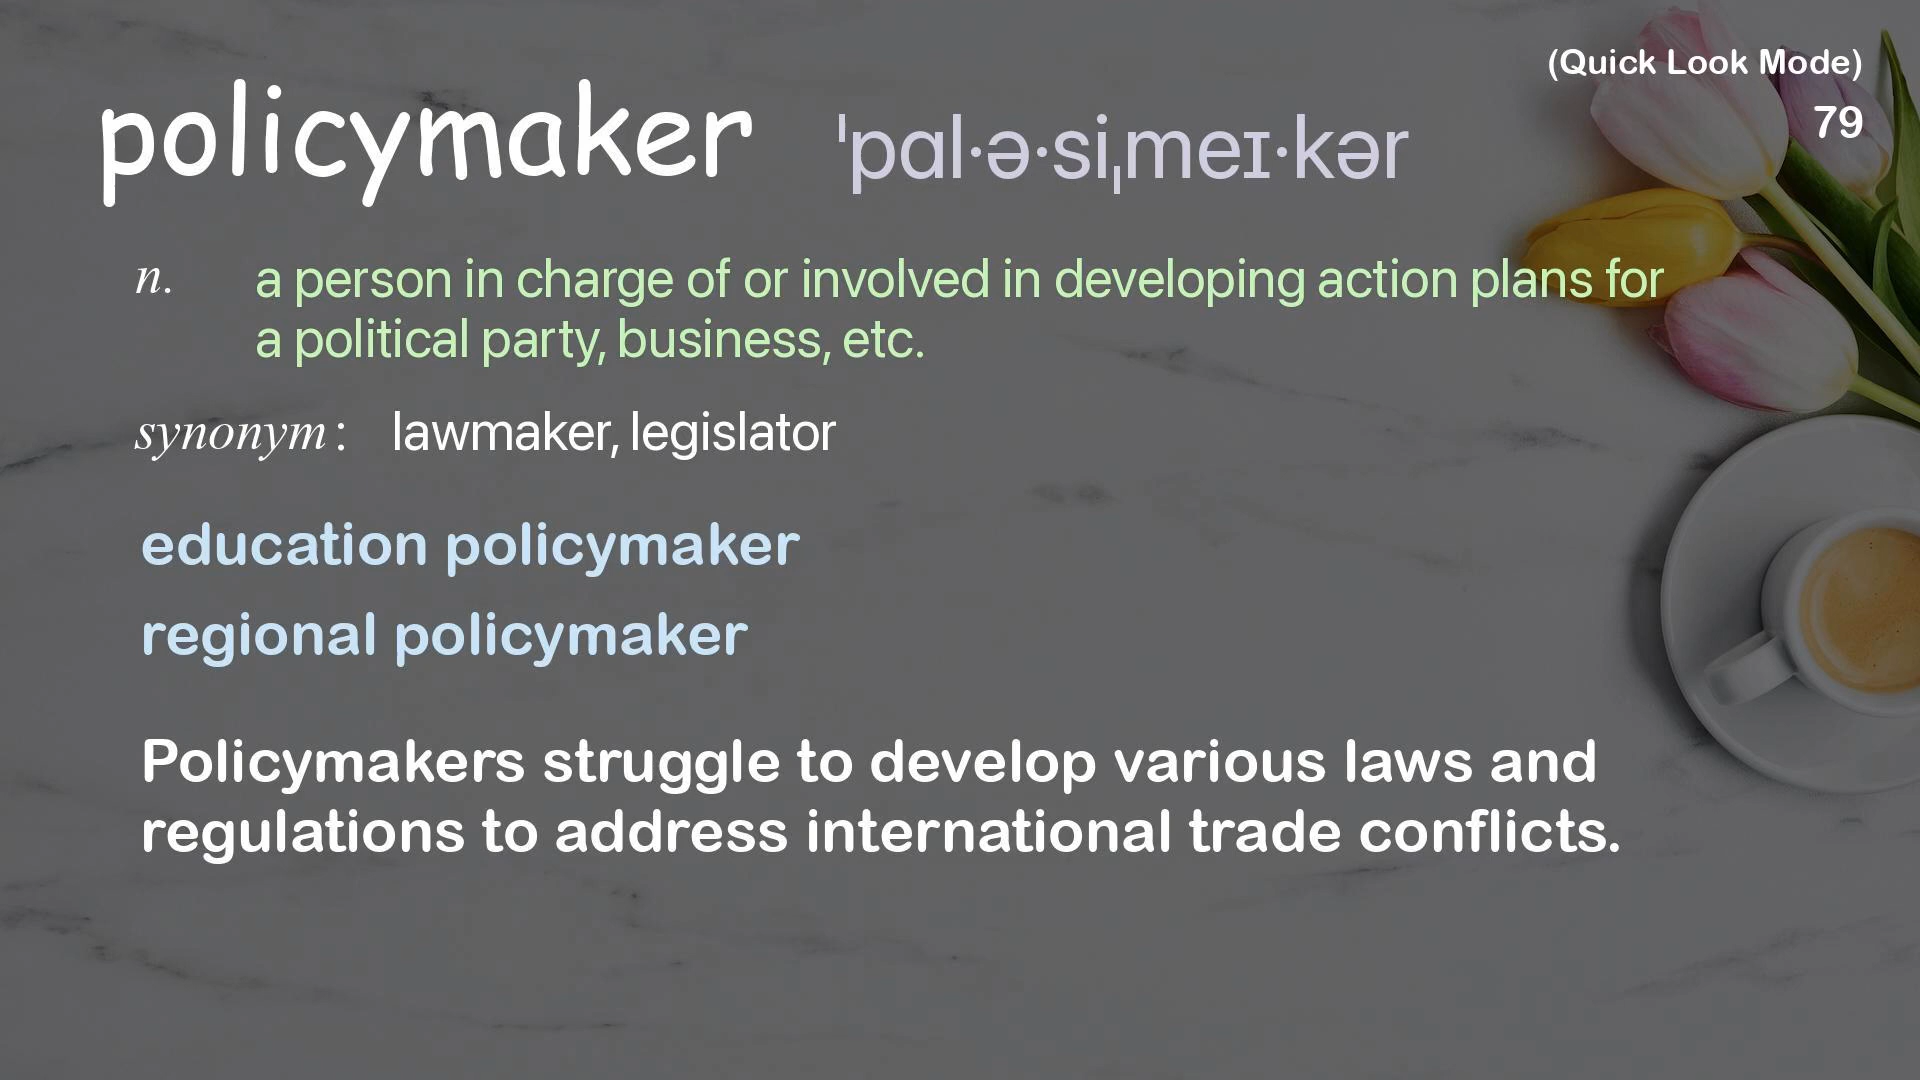 (Quick Look Mode)
79
policymaker ˈpɑl·ə·siˌmeɪ·kər
n. a person in charge of or involved in developing action plans for
a political party, business, etc.
synonym: lawmaker, legislator
education policymaker
regional policymaker
Policymakers struggle to develop various laws and
regulations to address international trade conflicts.